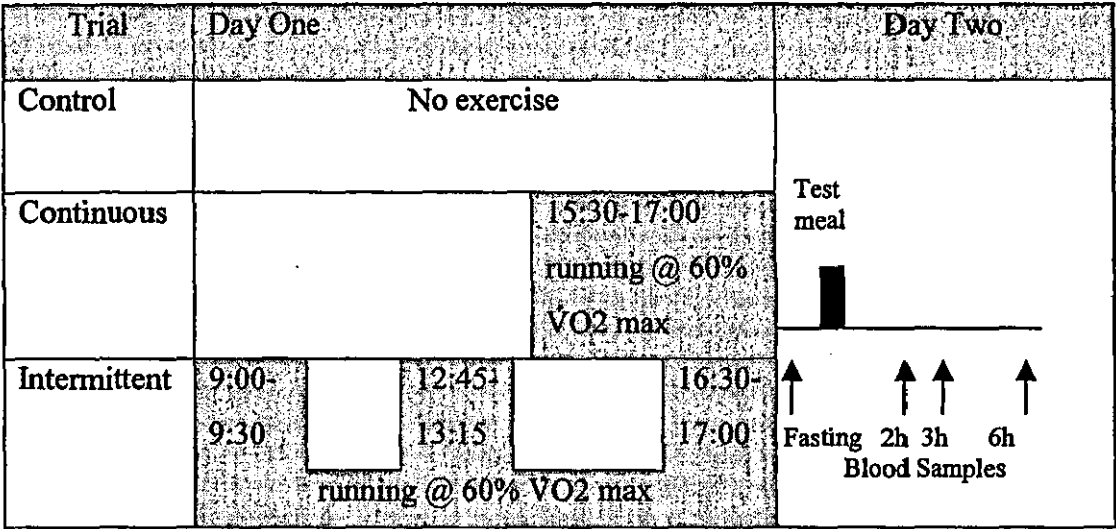 Trial Day One Day Two
Control No exercise
Test
meal
Continuous 15:30-17:00
running @ 60%
V̇O2 max
Intermittent 9:00- 12:45- 16:30-
9:30 13:15 17:00
running @ 60% V̇O2 max
Fasting 2h 3h 6h
Blood Samples